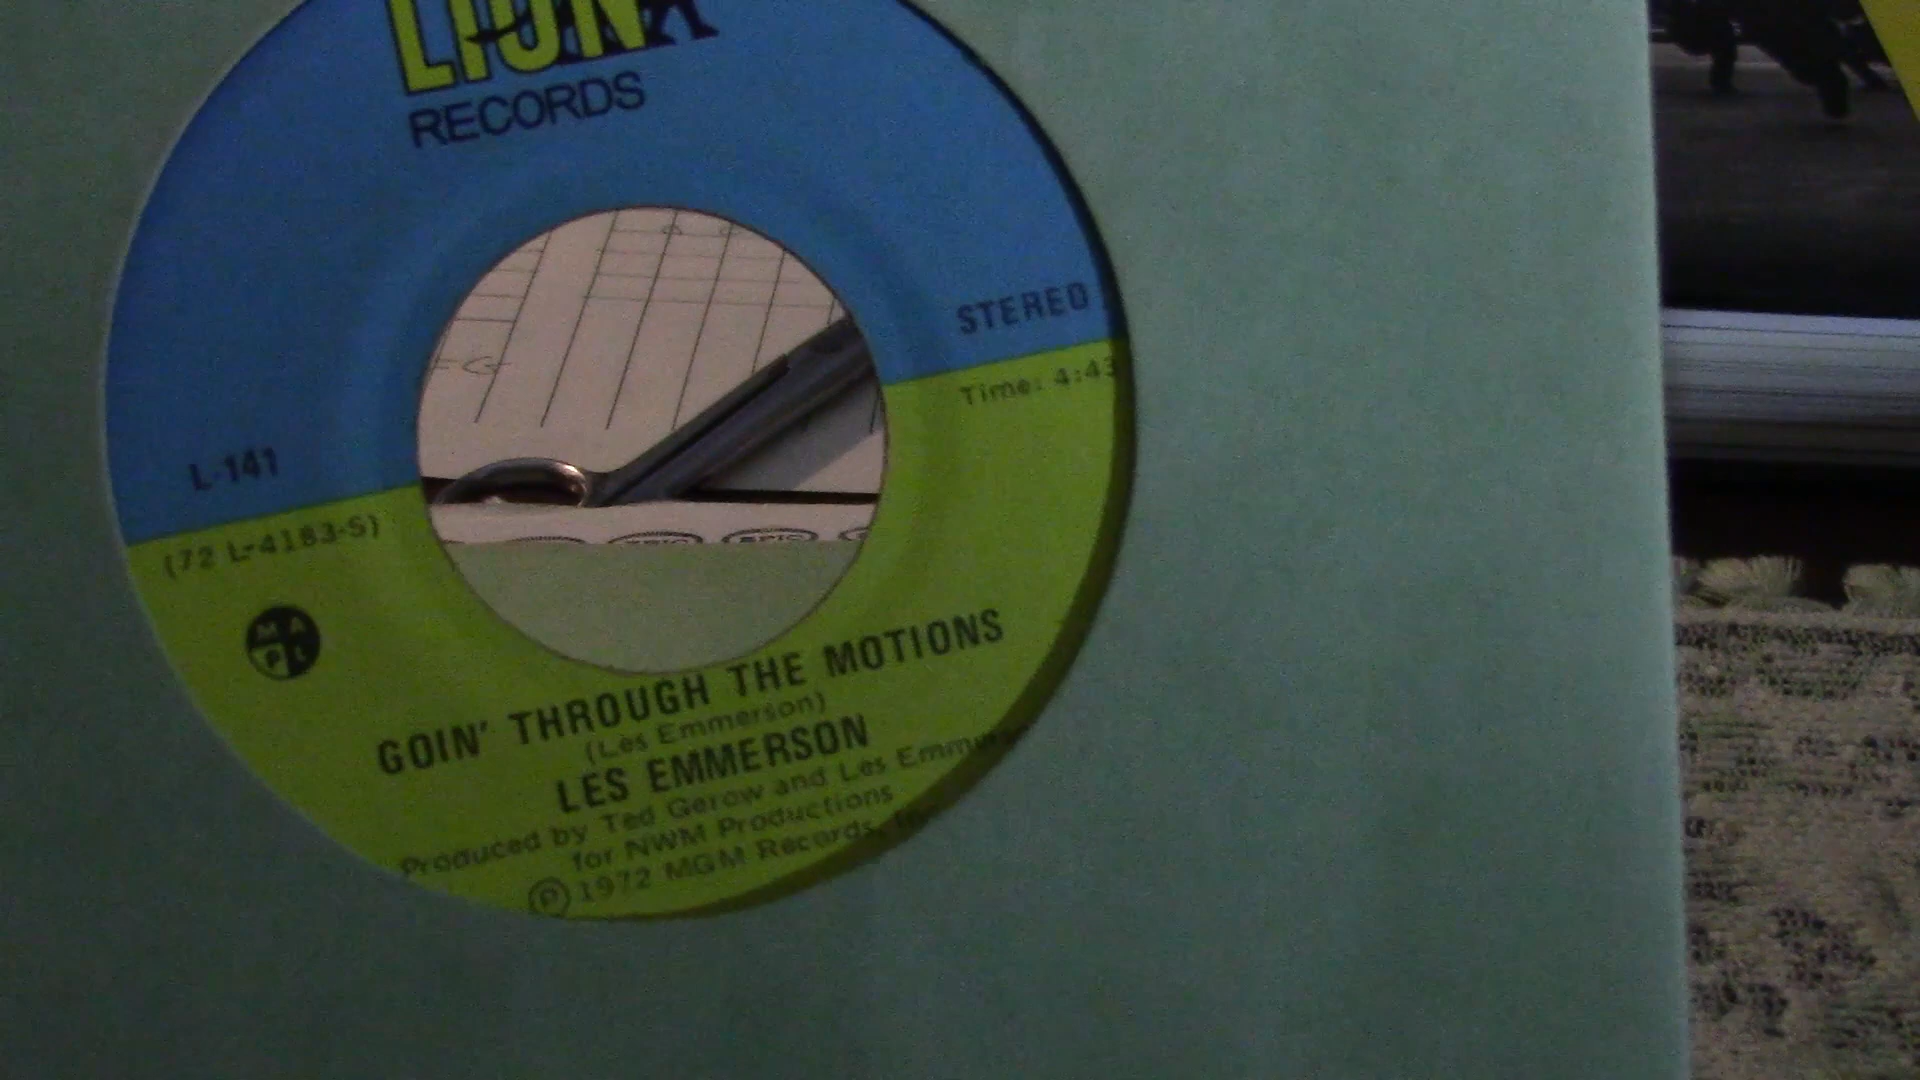 LION
RECORDS
STEREO
Time: 4:43
L-141
(72 L-4183-S)
M A
P L
GOIN' THROUGH THE MOTIONS
(Les Emmerson)
LES EMMERSON
Produced by Ted Gerow and Les
for NWM Productions
Ⓟ 1972 MGM Records,
EPIC